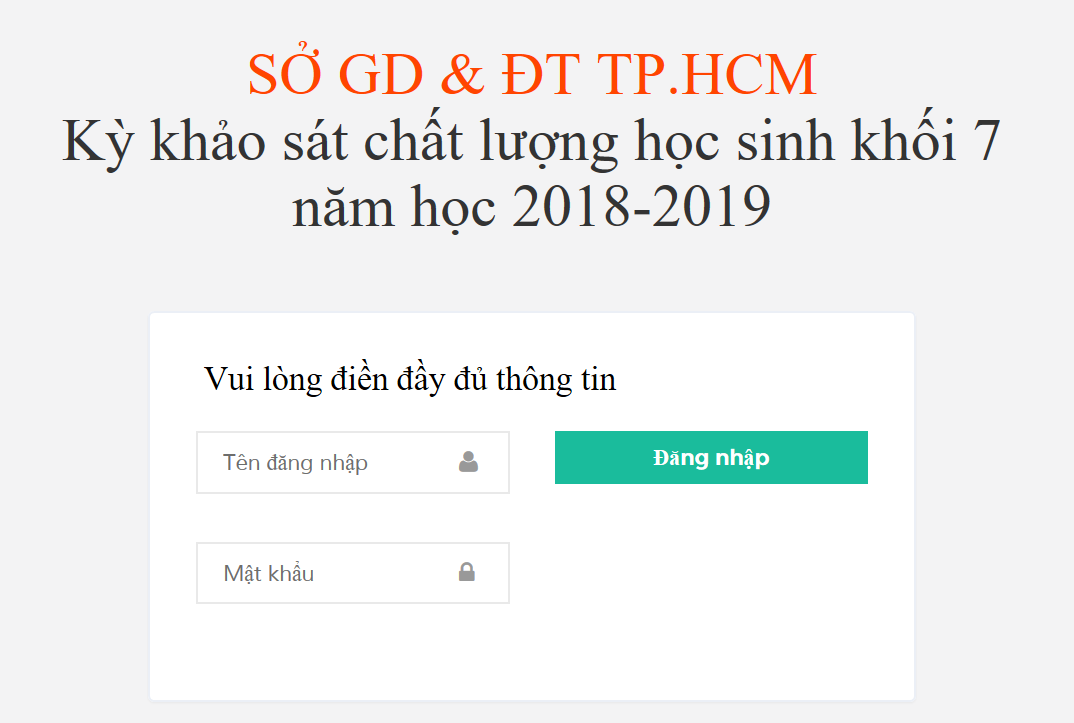 SỞ GD & ĐT TP.HCM
Kỳ khảo sát chất lượng học sinh khối 7
năm học 2018-2019
Vui lòng điền đầy đủ thông tin
Tên đăng nhập
Đăng nhập
Mật khẩu